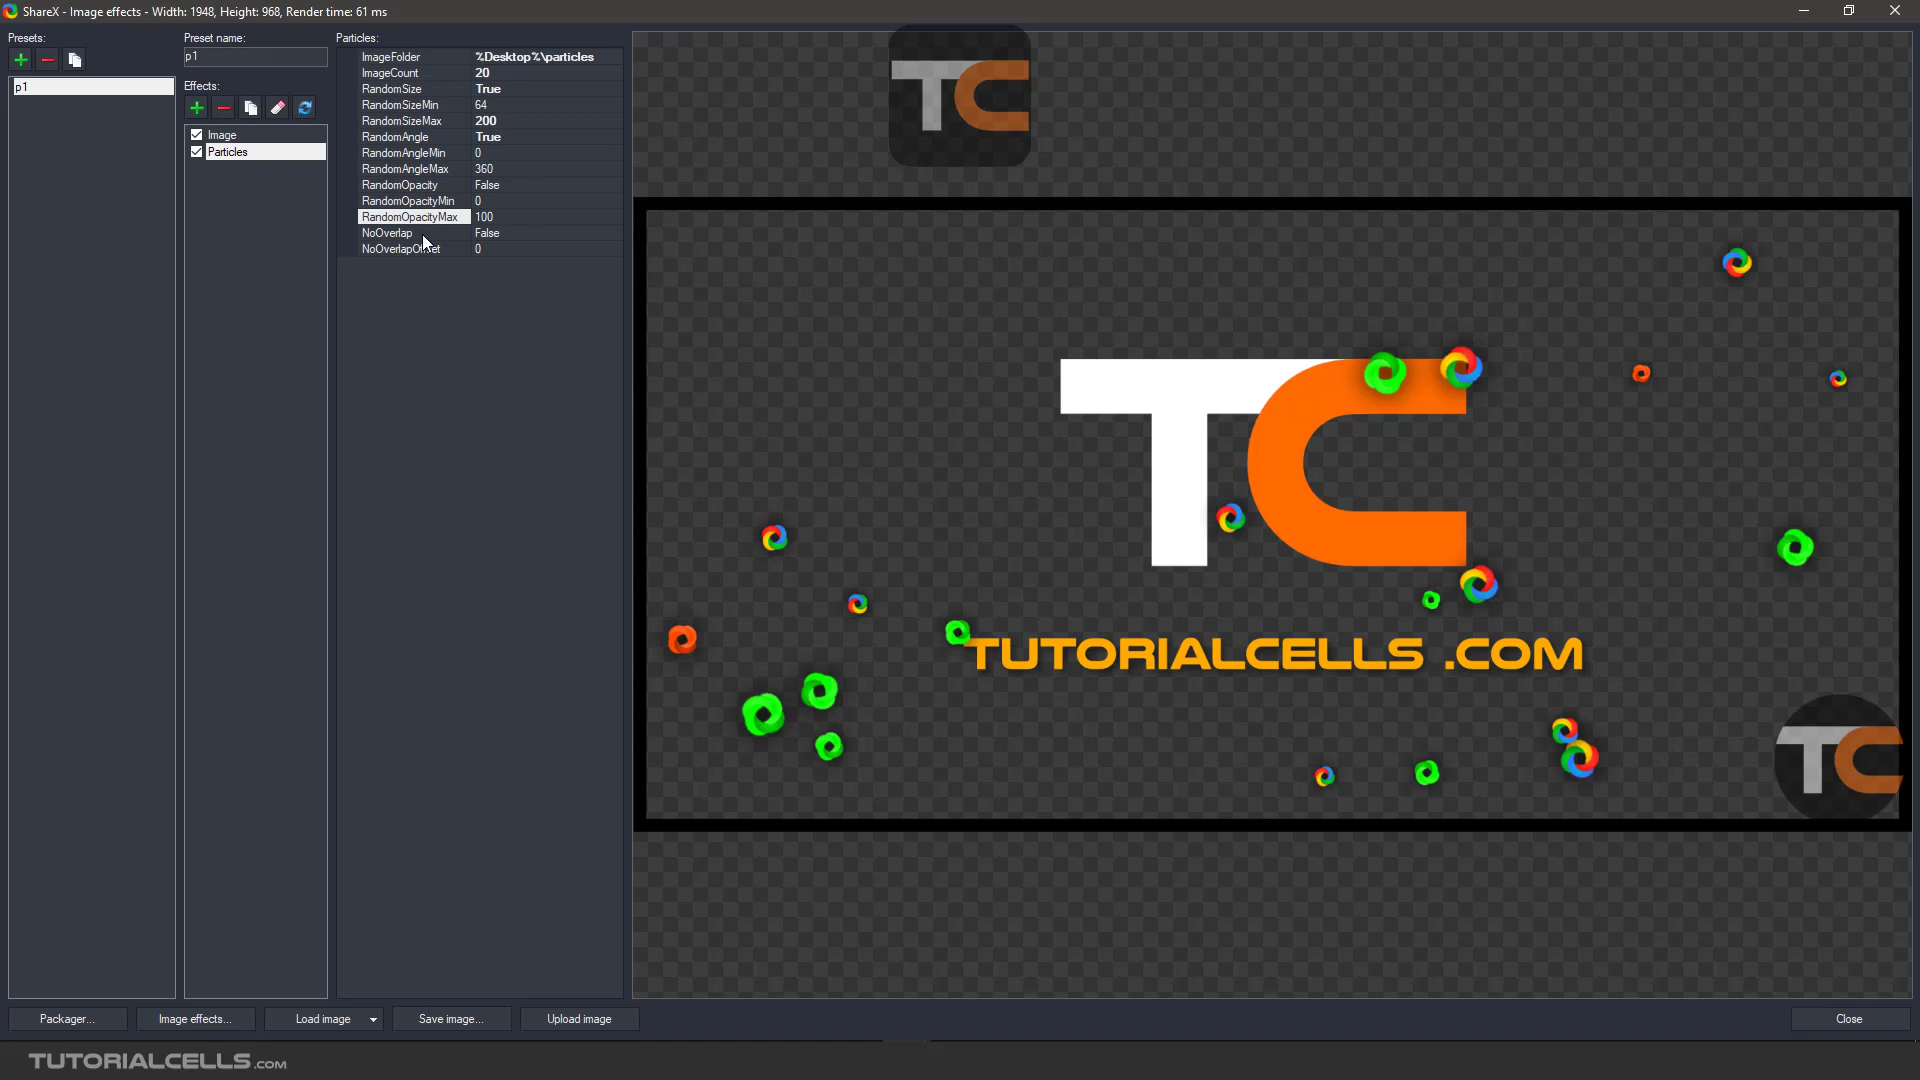 ShareX - Image effects - Width: 1948, Height: 968, Render time: 61 ms
Presets:
p1
Preset name:
p1
Effects:
Image
Particles
Particles:
ImageFolder %Desktop%\particles
ImageCount 20
RandomSize True
RandomSizeMin 64
RandomSizeMax 200
RandomAngle True
RandomAngleMin 0
RandomAngleMax 360
RandomOpacity False
RandomOpacityMin 0
RandomOpacityMax 100
NoOverlap False
NoOverlapOffset 0
TC
TC
TUTORIALCELLS .COM
TC
Packager...
Image effects...
Load image
Save image...
Upload image
Close
TUTORIALCELLS.COM